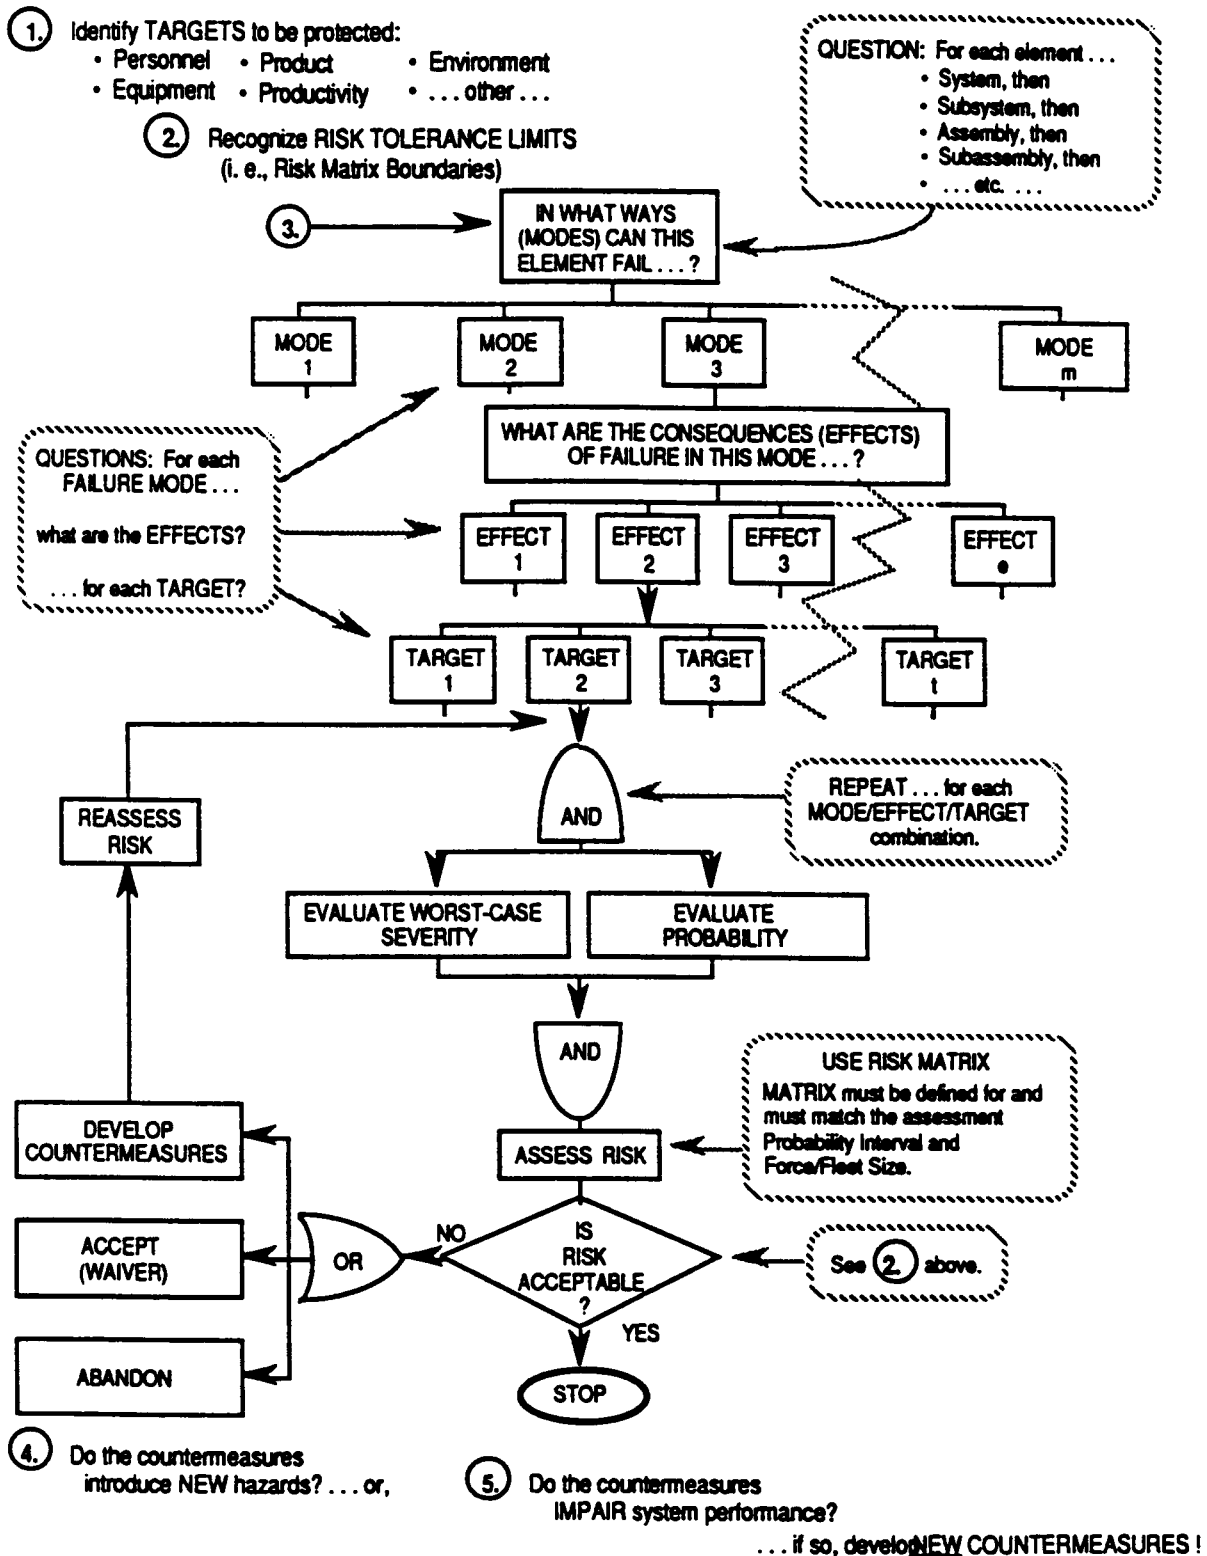 1. Identify TARGETS to be protected:
• Personnel • Product • Environment
• Equipment • Productivity • . . . other . . .
2. Recognize RISK TOLERANCE LIMITS
(i. e., Risk Matrix Boundaries)
QUESTION: For each element . . .
• System, then
• Subsystem, then
• Assembly, then
• Subassembly, then
• . . . etc. . . .
3.
IN WHAT WAYS
(MODES) CAN THIS
ELEMENT FAIL . . . ?
MODE
1
MODE
2
MODE
3
MODE
m
WHAT ARE THE CONSEQUENCES (EFFECTS)
OF FAILURE IN THIS MODE . . . ?
QUESTIONS: For each
FAILURE MODE . . .
what are the EFFECTS?
. . . for each TARGET?
EFFECT
1
EFFECT
2
EFFECT
3
EFFECT
e
TARGET
1
TARGET
2
TARGET
3
TARGET
t
REASSESS
RISK
AND
REPEAT . . . for each
MODE/EFFECT/TARGET
combination.
EVALUATE WORST-CASE
SEVERITY
EVALUATE
PROBABILITY
AND
USE RISK MATRIX
MATRIX must be defined for and
must match the assessment
Probability Interval and
Force/Fleet Size.
ASSESS RISK
DEVELOP
COUNTERMEASURES
ACCEPT
(WAIVER)
ABANDON
OR
NO
IS
RISK
ACCEPTABLE
?
See 2. above.
YES
STOP
4. Do the countermeasures
introduce NEW hazards? . . . or,
5. Do the countermeasures
IMPAIR system performance?
. . . if so, develop NEW COUNTERMEASURES !